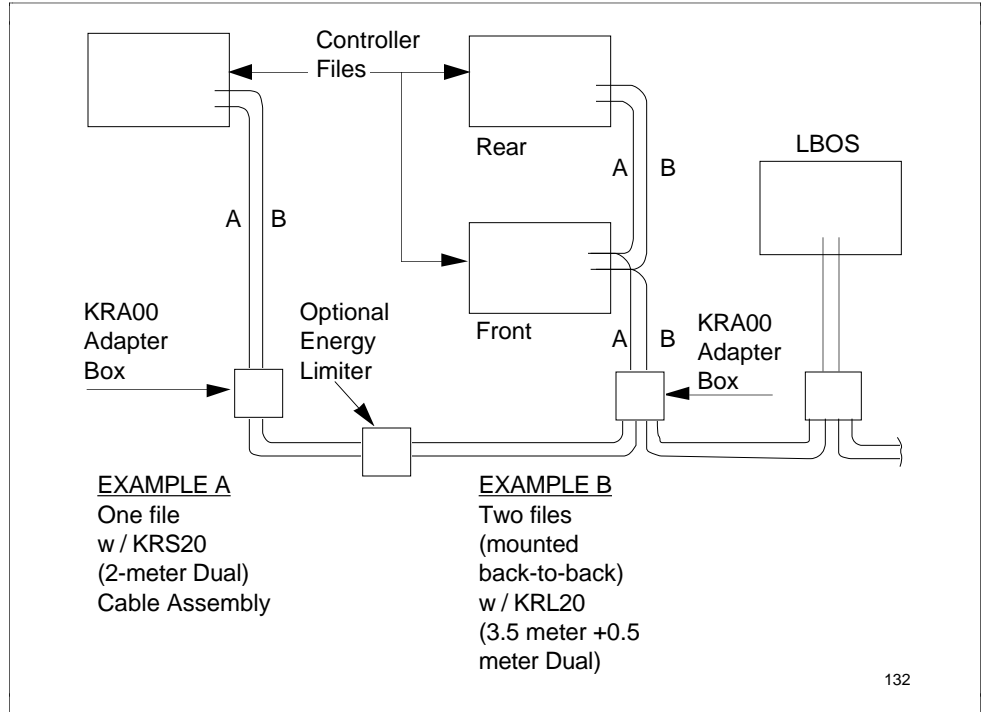 Controller
Files
Rear
LBOS
A
B
A
B
Front
KRA00
Adapter
Box
Optional
Energy
Limiter
A
B
KRA00
Adapter
Box
EXAMPLE A
One file
w / KRS20
(2-meter Dual)
Cable Assembly
EXAMPLE B
Two files
(mounted
back-to-back)
w / KRL20
(3.5 meter +0.5
meter Dual)
132